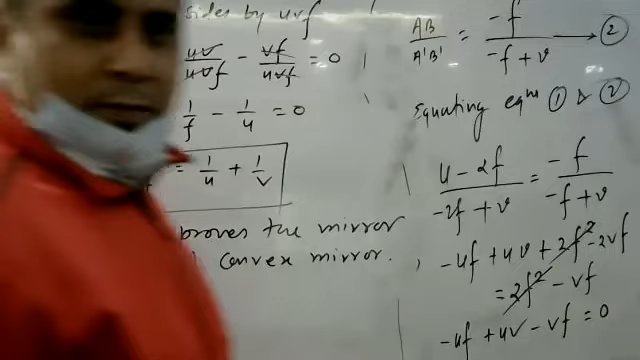 sides by uvf
uv/uvf - vf/uvf = 0
1/f - 1/u = 0
= 1/u + 1/v
proves the mirror
convex mirror.
AB/A'B' = -f/-f + v → ②
Equating eqⁿ ① & ②
u - 2f/-2f + v = -f/-f + v
-uf + uv + 2f² - 2vf
= 2f² - vf
-uf + uv - vf = 0